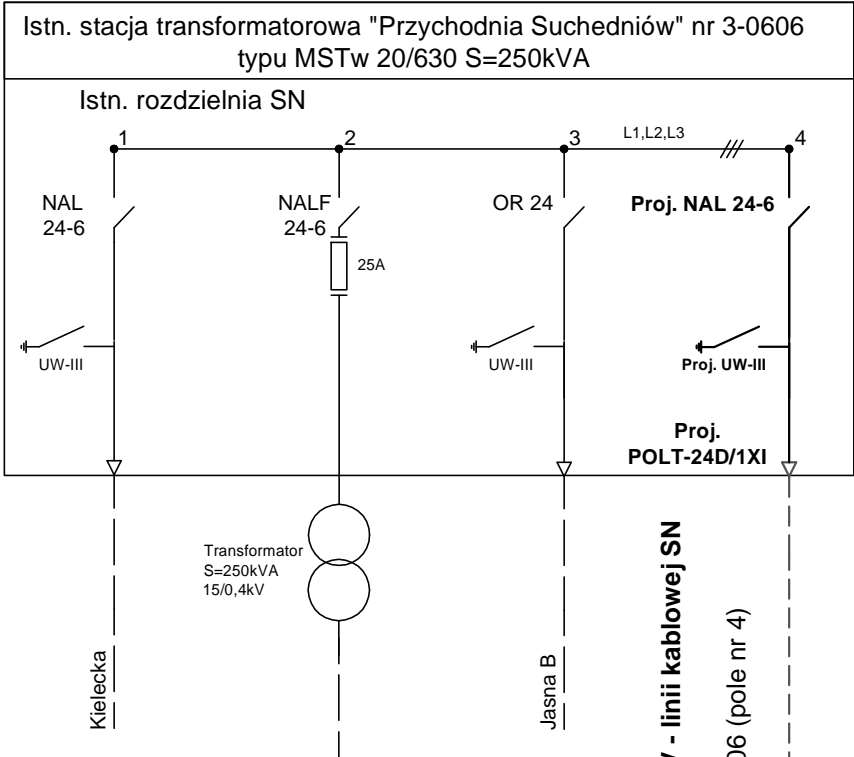 Istn. stacja transformatorowa "Przychodnia Suchedniów" nr 3-0606
typu MSTw 20/630 S=250kVA
Istn. rozdzielnia SN
1
2
3
L1,L2,L3
4
NAL
24-6
NALF
24-6
OR 24
Proj. NAL 24-6
25A
UW-III
UW-III
Proj. UW-III
Proj.
POLT-24D/1XI
Transformator
S=250kVA
15/0,4kV
Kielecka
Jasna B
- linii kablowej SN
(pole nr 4)